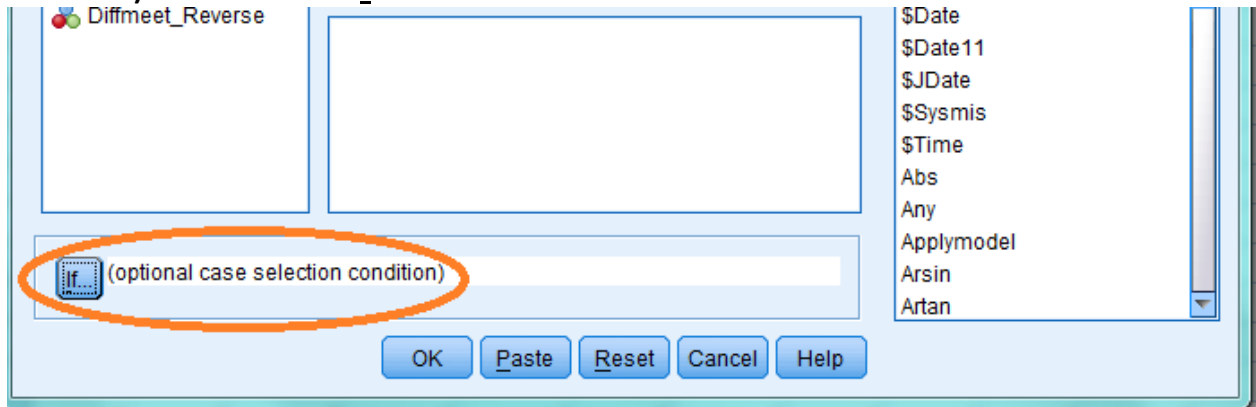 Diffmeet_Reverse
$Date
$Date11
$JDate
$Sysmis
$Time
Abs
Any
Applymodel
Arsin
Artan
If... (optional case selection condition)
OK Paste Reset Cancel Help